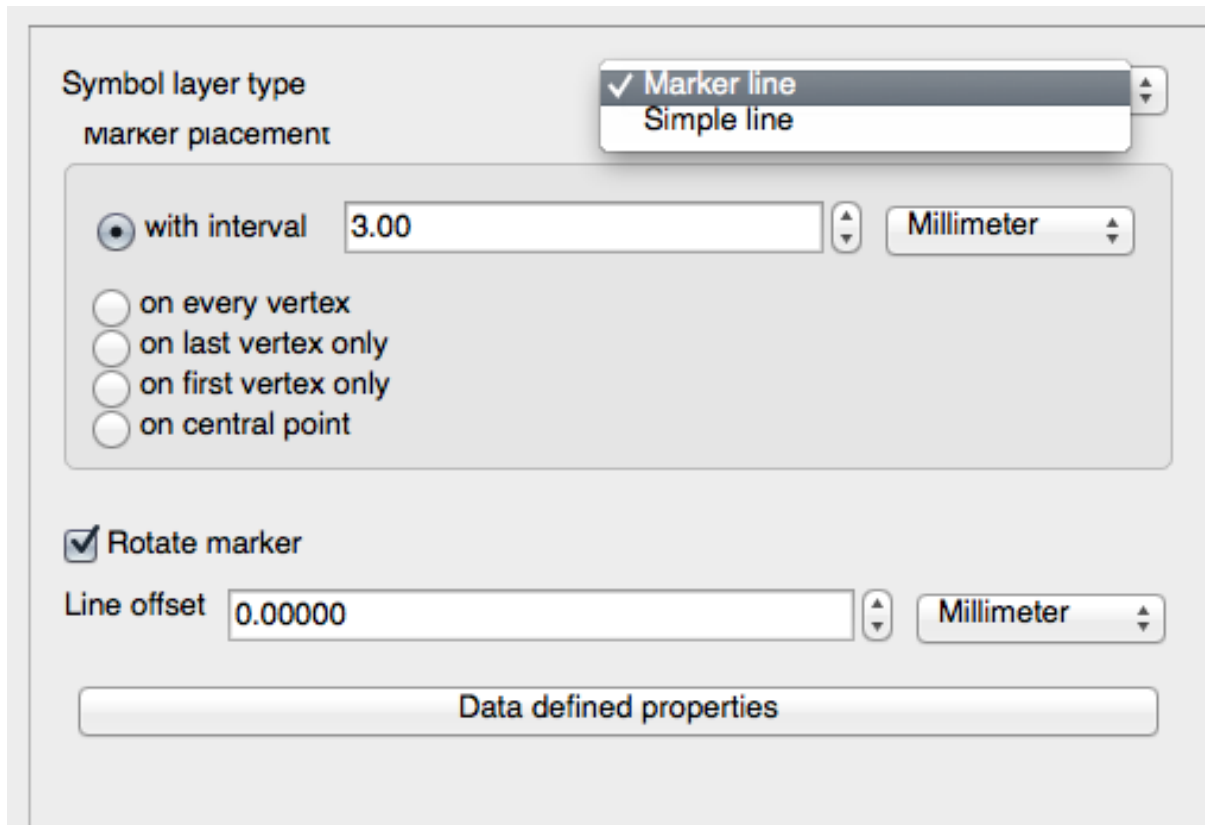 Symbol layer type
Marker line
Simple line
Marker placement
with interval 3.00 Millimeter
on every vertex
on last vertex only
on first vertex only
on central point
Rotate marker
Line offset 0.00000 Millimeter
Data defined properties